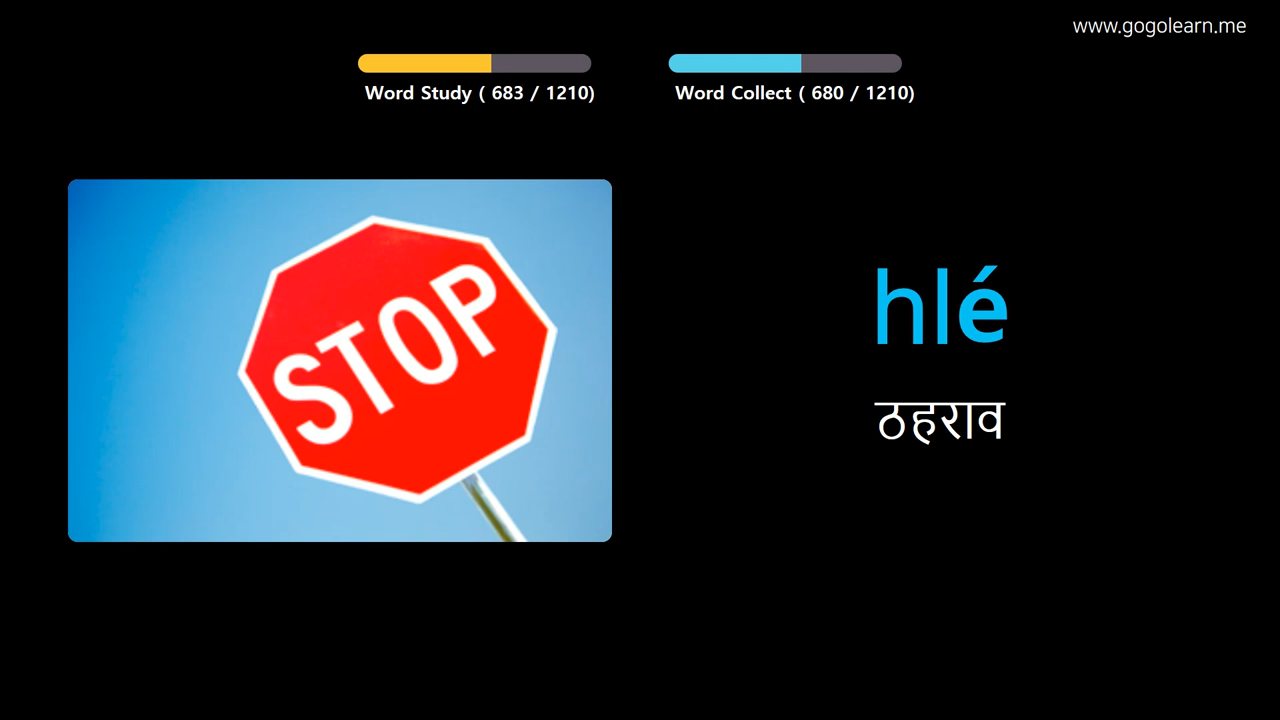 www.gogolearn.me
Word Study ( 683 / 1210)
Word Collect ( 680 / 1210)
STOP
hlé
ठहराव